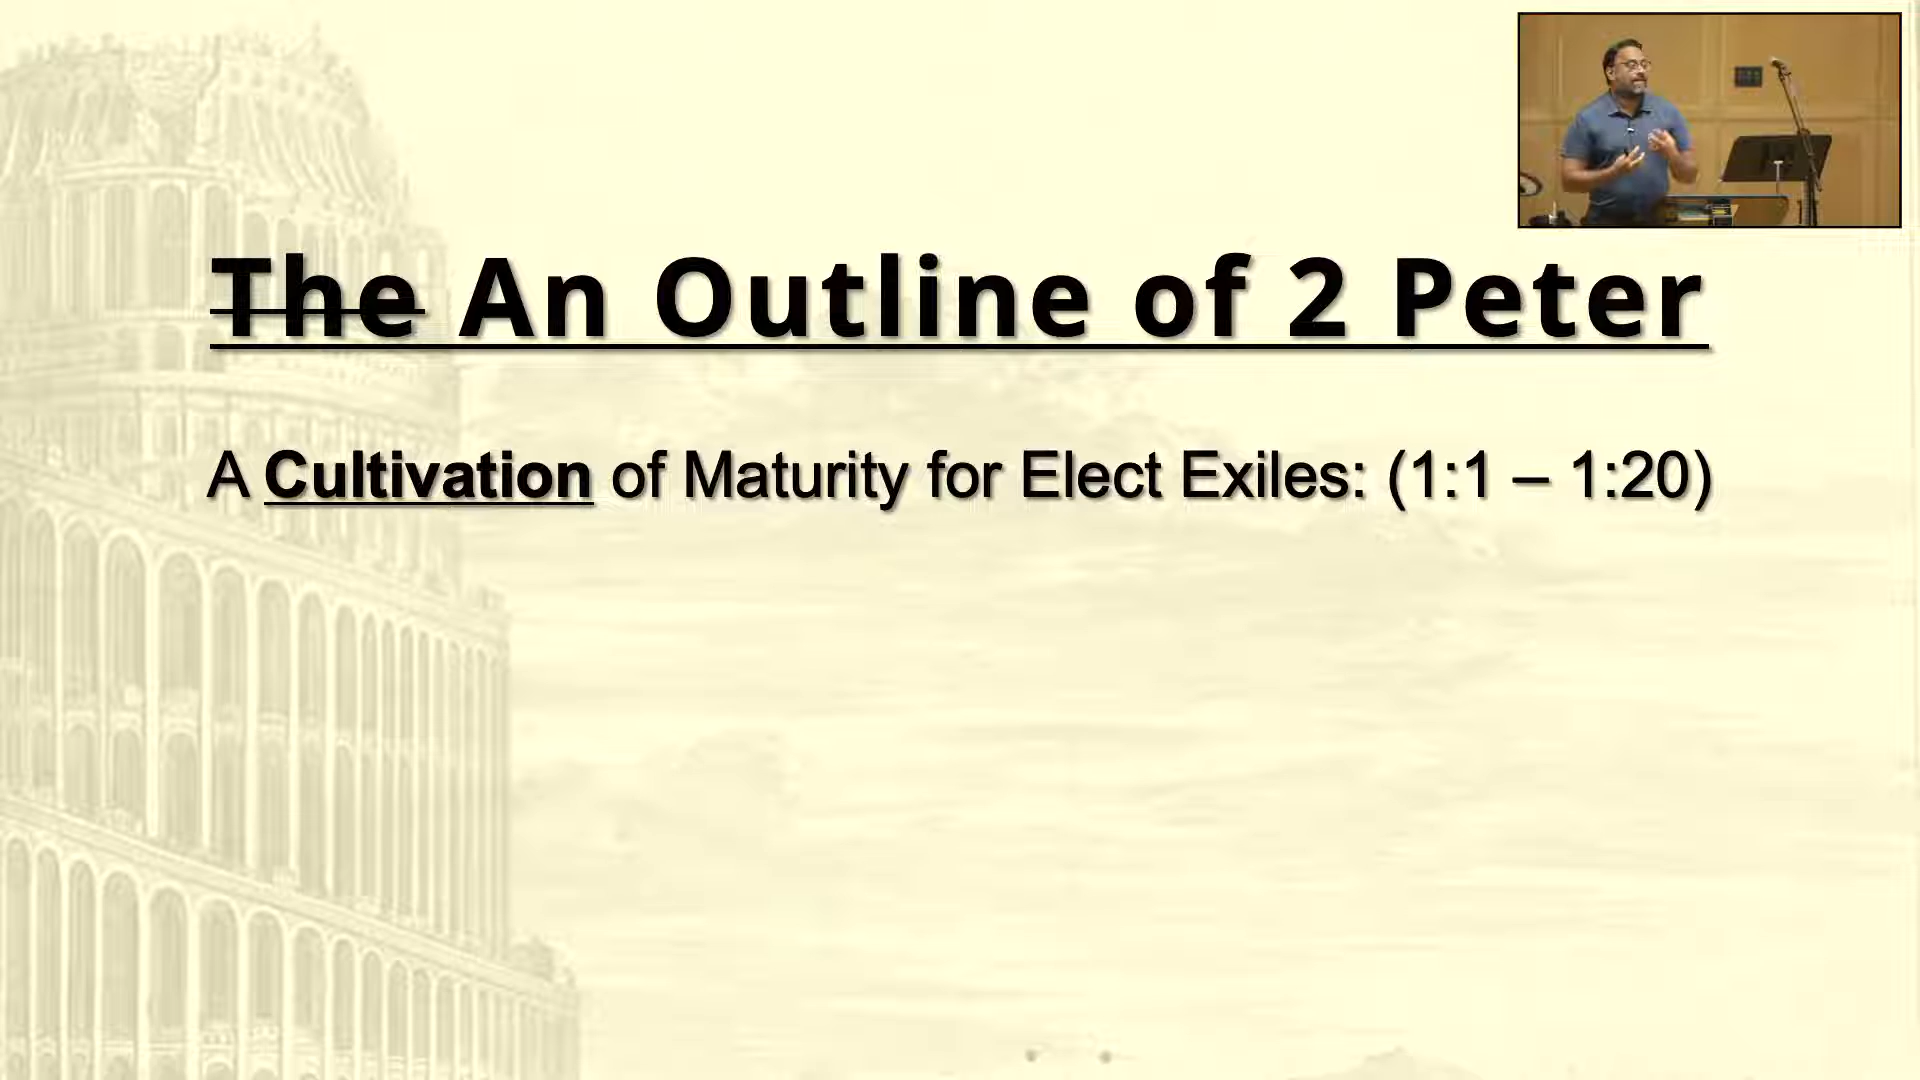 The An Outline of 2 Peter
A Cultivation of Maturity for Elect Exiles: (1:1 – 1:20)